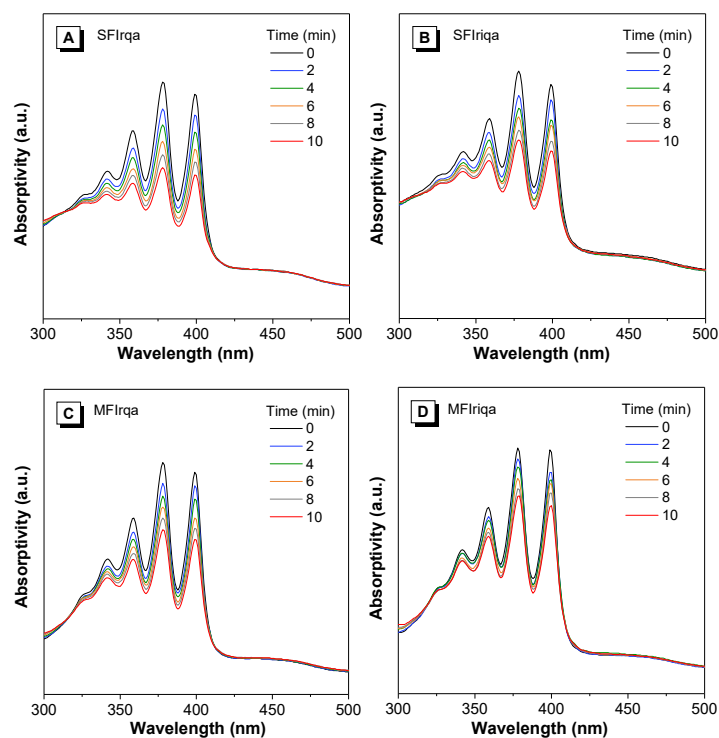 A SFIrqa
Time (min)
0
2
4
6
8
10
Absorptivity (a.u.)
300 350 400 450 500
Wavelength (nm)
B SFIriqa
Time (min)
0
2
4
6
8
10
Absorptivity (a.u.)
300 350 400 450 500
Wavelength (nm)
C MFIrqa
Time (min)
0
2
4
6
8
10
Absorptivity (a.u.)
300 350 400 450 500
Wavelength (nm)
D MFIriqa
Time (min)
0
2
4
6
8
10
Absorptivity (a.u.)
300 350 400 450 500
Wavelength (nm)